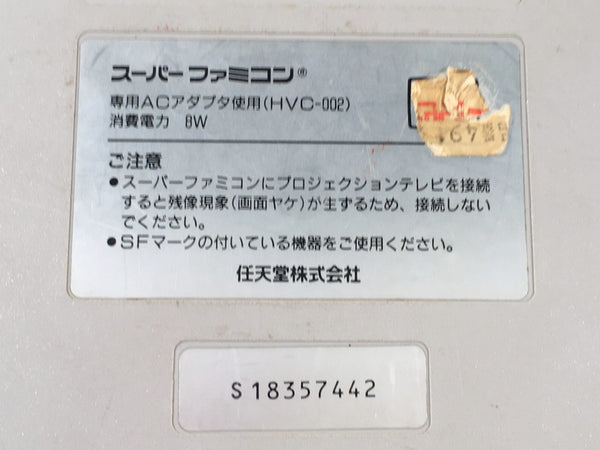 スーパーファミコン®
専用ACアダプタ使用(HVC-002)
消費電力 8W
ご注意
●スーパーファミコンにプロジェクションテレビを接続
すると残像現象(画面ヤケ)が主ずるため、接続しない
でください。
●SFマークの付いている機器をご使用ください。
任天堂株式会社
S18357442